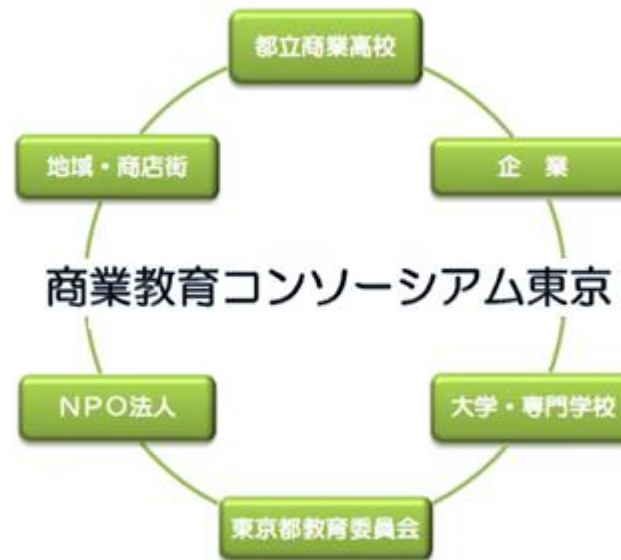 都立商業高校
地域・商店街
企　業
商業教育コンソーシアム東京
ＮＰＯ法人
大学・専門学校
東京都教育委員会